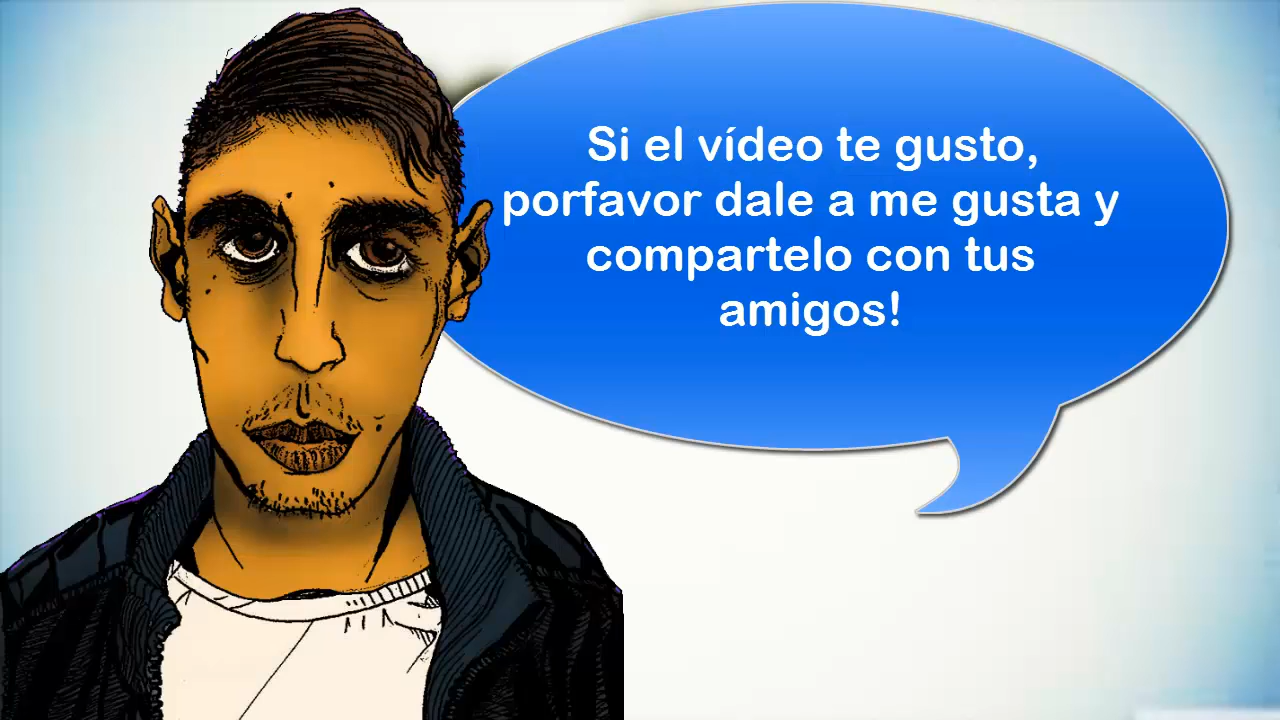 Si el vídeo te gusto,
porfavor dale a me gusta y
compartelo con tus
amigos!